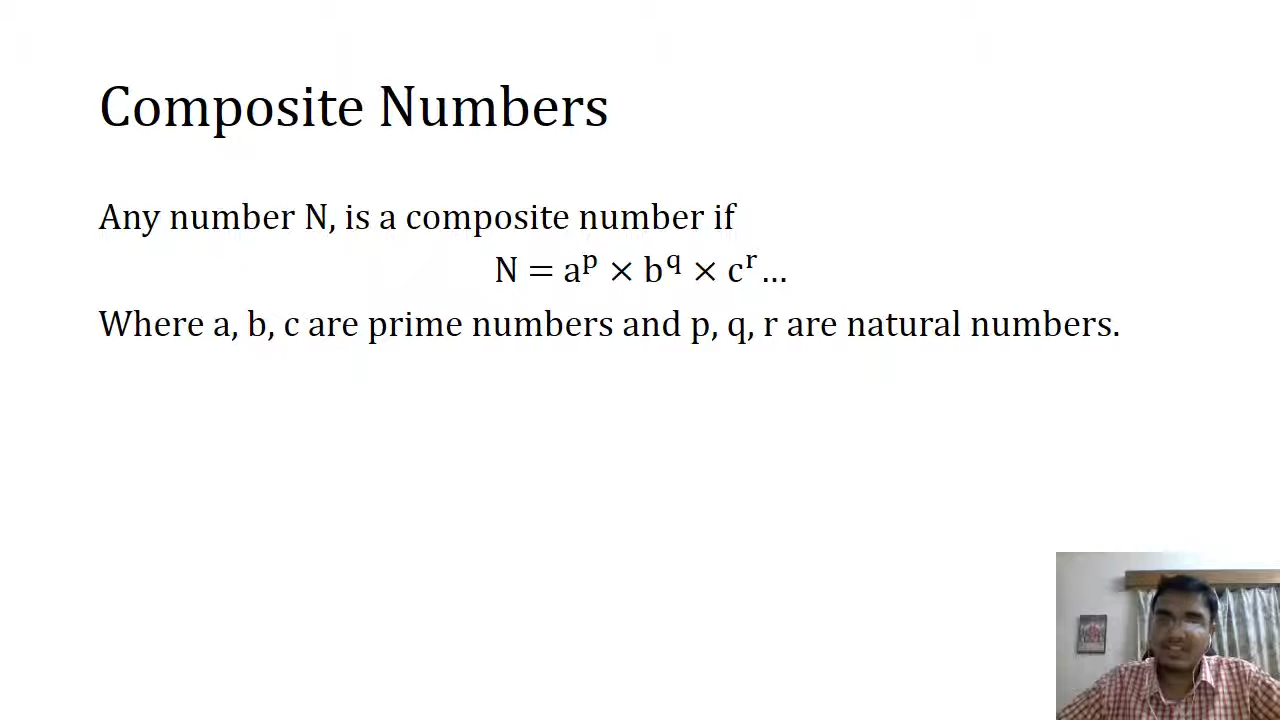 Composite Numbers
Any number N, is a composite number if
N = aᵖ × b^q × cʳ ...
Where a, b, c are prime numbers and p, q, r are natural numbers.